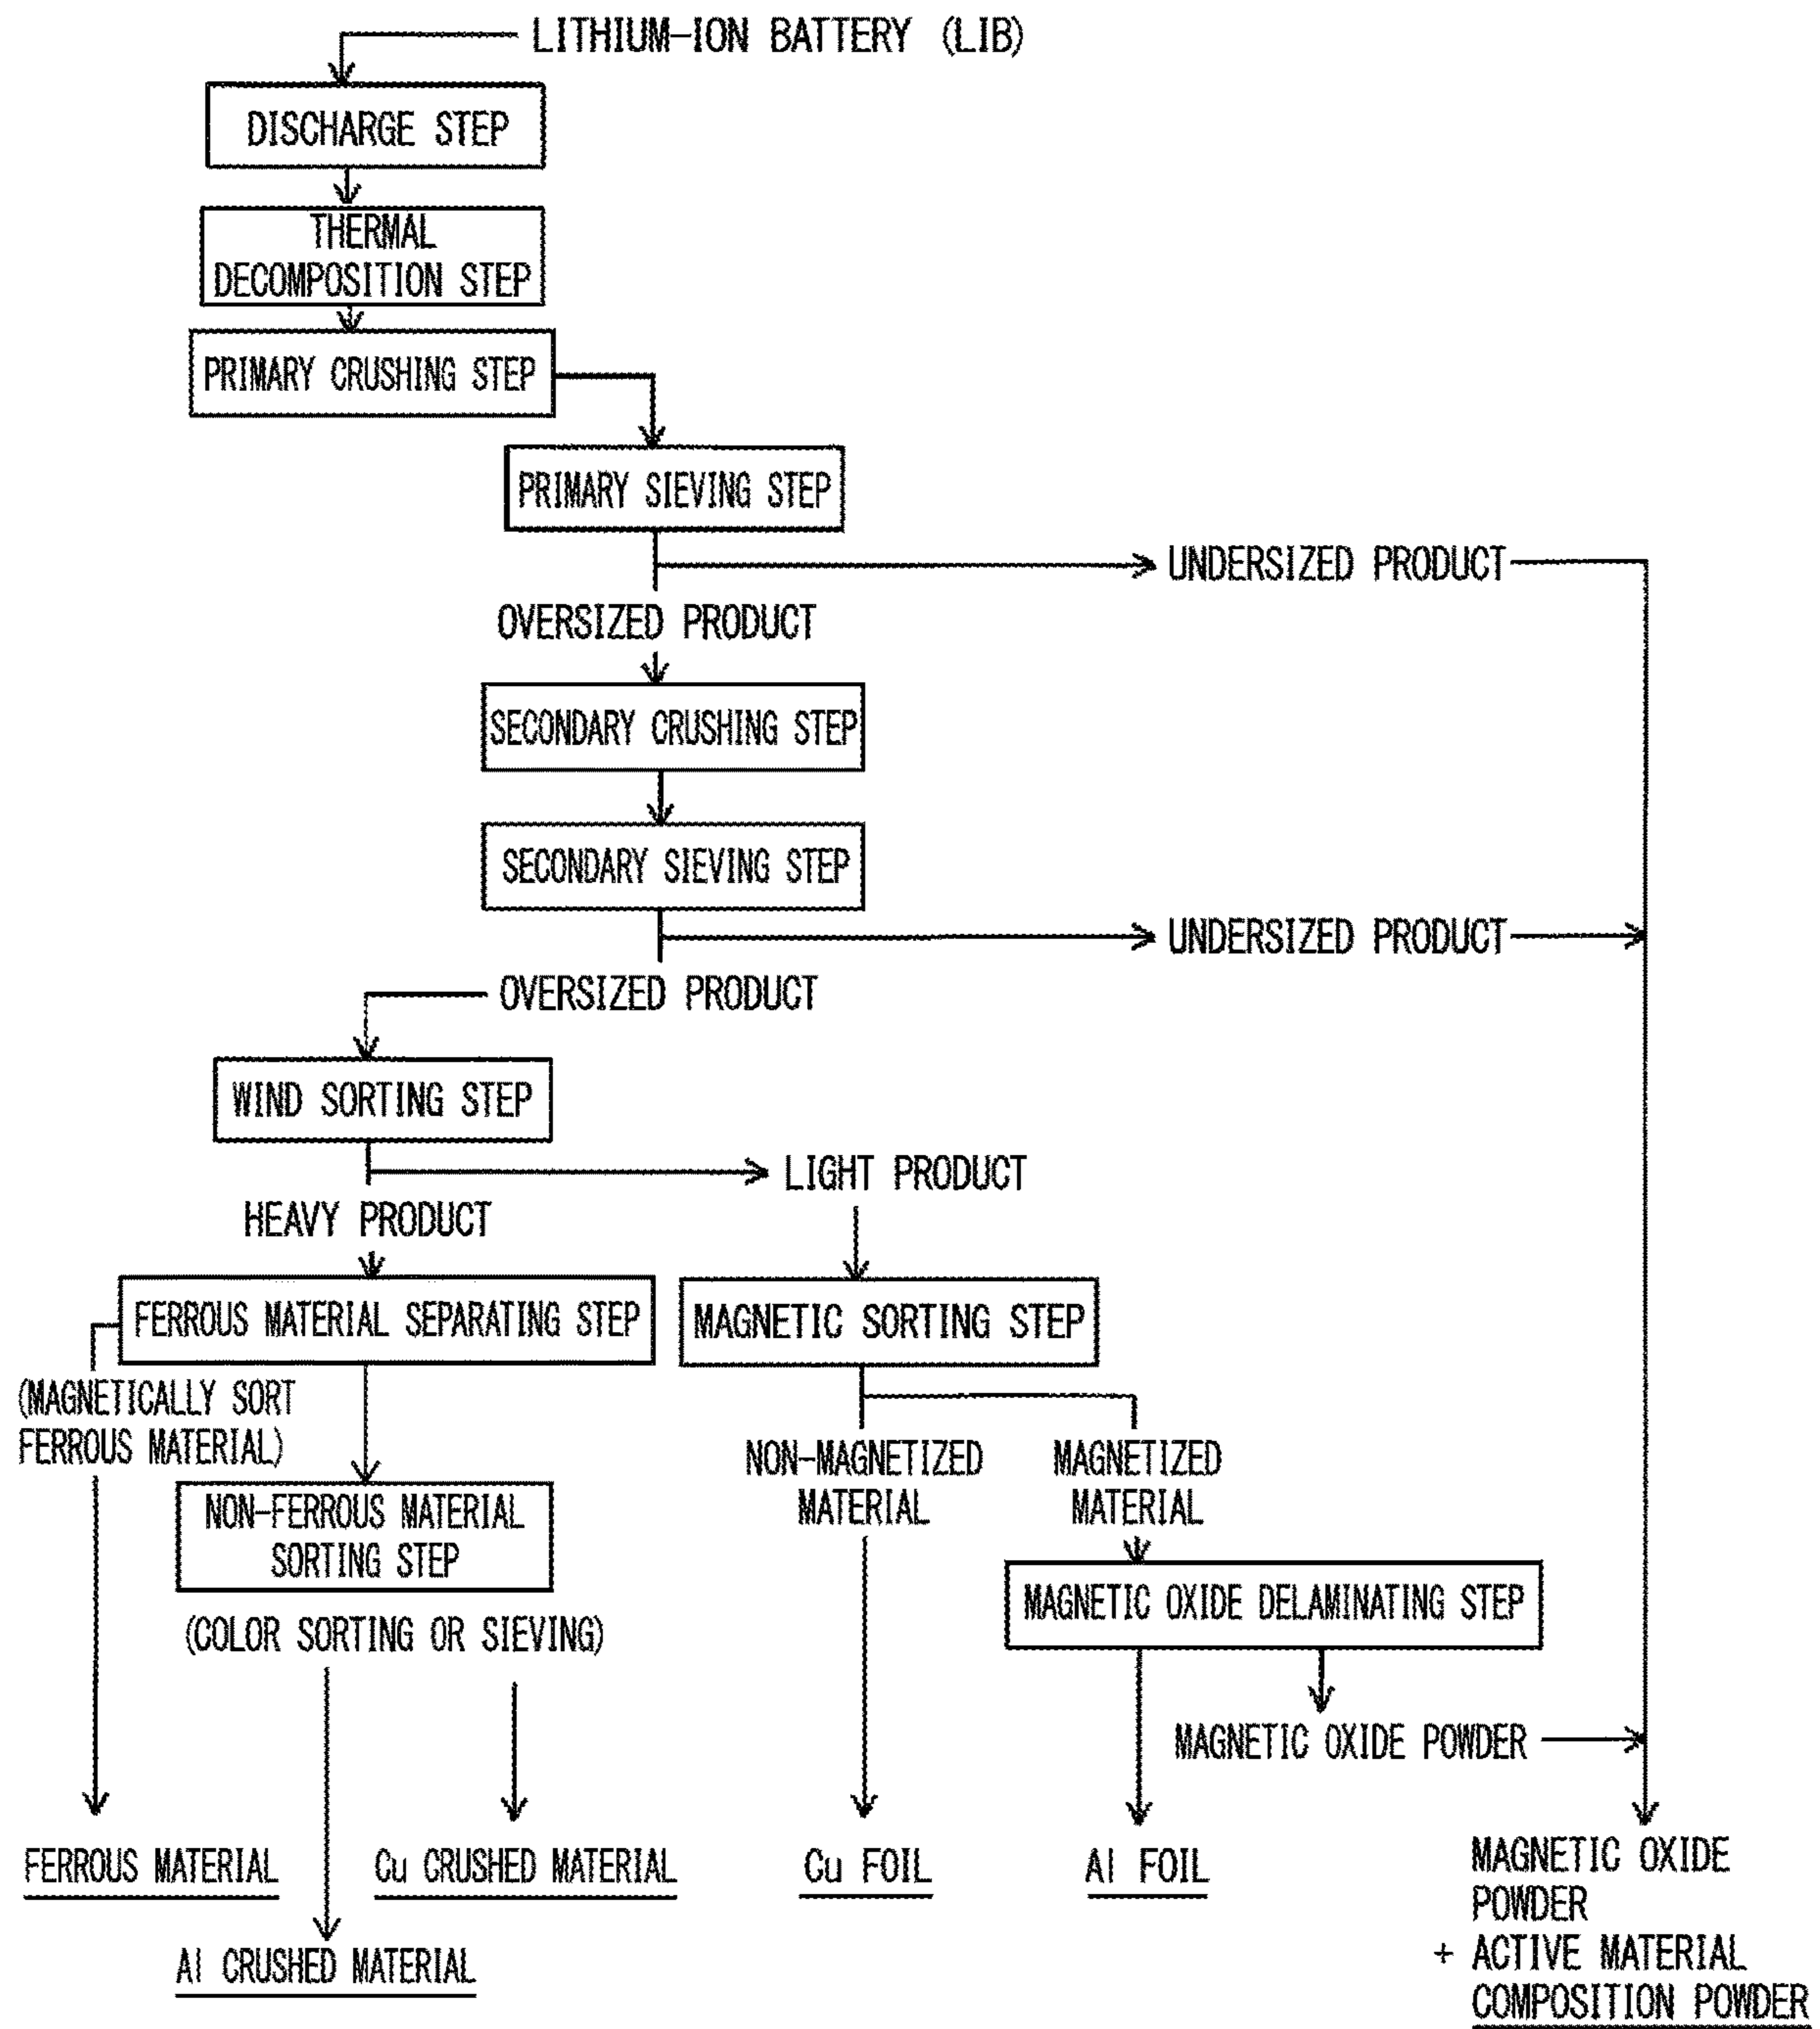 LITHIUM-ION BATTERY (LIB)
DISCHARGE STEP
THERMAL
DECOMPOSITION STEP
PRIMARY CRUSHING STEP
PRIMARY SIEVING STEP
UNDERSIZED PRODUCT
OVERSIZED PRODUCT
SECONDARY CRUSHING STEP
SECONDARY SIEVING STEP
UNDERSIZED PRODUCT
OVERSIZED PRODUCT
WIND SORTING STEP
LIGHT PRODUCT
HEAVY PRODUCT
FERROUS MATERIAL SEPARATING STEP
MAGNETIC SORTING STEP
(MAGNETICALLY SORT
FERROUS MATERIAL)
NON-MAGNETIZED
MATERIAL
MAGNETIZED
MATERIAL
NON-FERROUS MATERIAL
SORTING STEP
(COLOR SORTING OR SIEVING)
MAGNETIC OXIDE DELAMINATING STEP
MAGNETIC OXIDE POWDER
FERROUS MATERIAL
Cu CRUSHED MATERIAL
Cu FOIL
Al FOIL
Al CRUSHED MATERIAL
MAGNETIC OXIDE
POWDER
+ ACTIVE MATERIAL
COMPOSITION POWDER